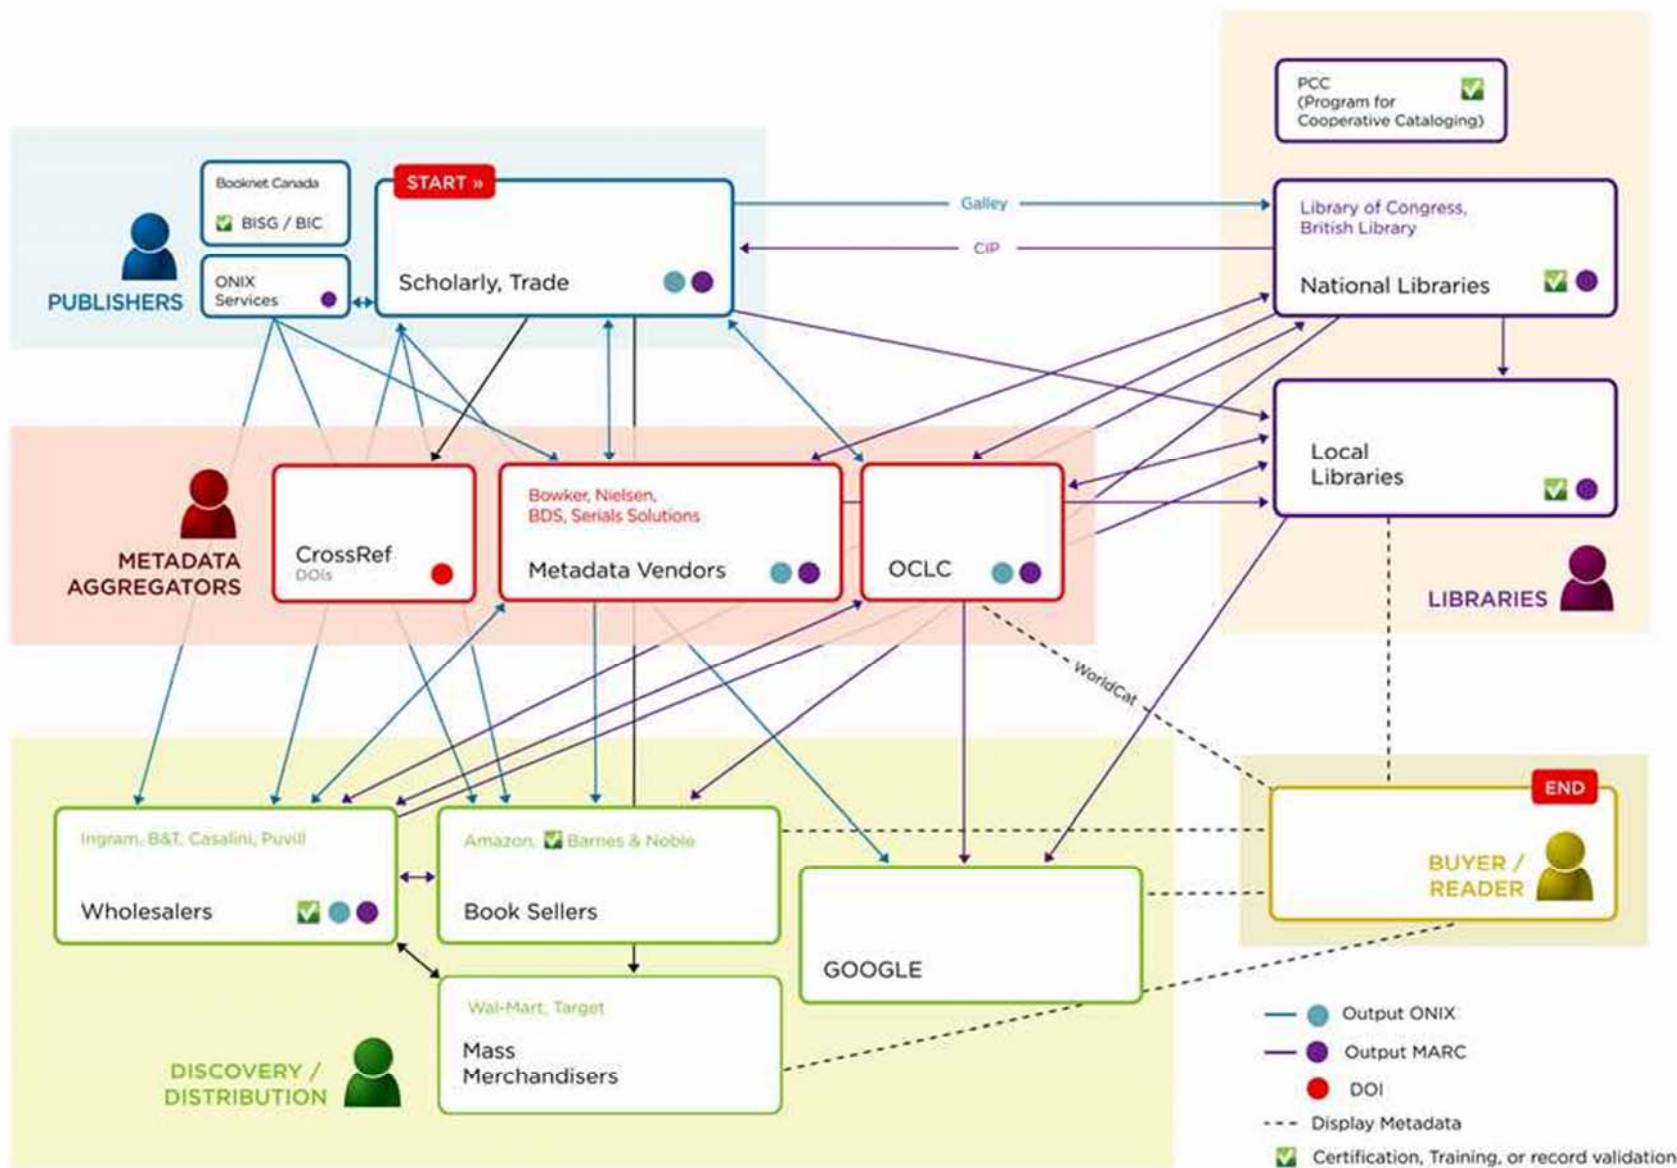 PCC
(Program for
Cooperative Cataloging)
Booknet Canada
BISG / BIC
ONIX
Services
PUBLISHERS
START »
Scholarly, Trade
Galley
CIP
Library of Congress,
British Library
National Libraries
Local
Libraries
LIBRARIES
METADATA
AGGREGATORS
CrossRef
DOIs
Bowker, Nielsen,
BDS, Serials Solutions
Metadata Vendors
OCLC
WorldCat
Ingram, B&T, Casalini, Puvill
Wholesalers
Amazon, Barnes & Noble
Book Sellers
GOOGLE
Wal-Mart, Target
Mass
Merchandisers
DISCOVERY /
DISTRIBUTION
END
BUYER /
READER
Output ONIX
Output MARC
DOI
Display Metadata
Certification, Training, or record validation